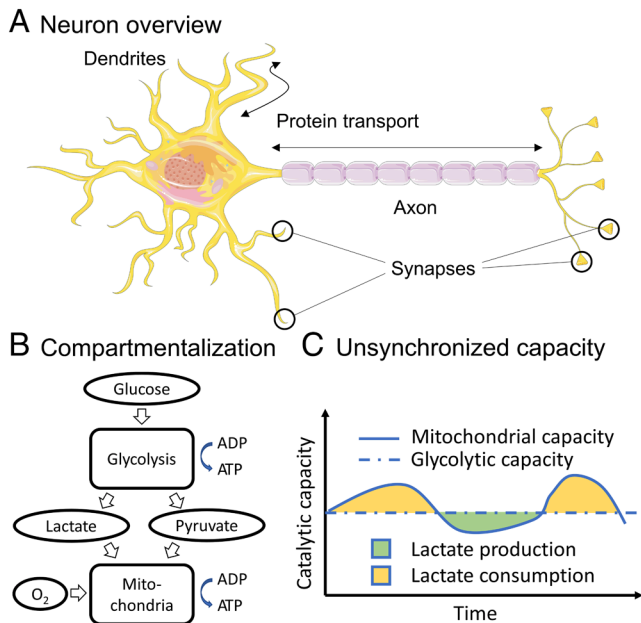 A Neuron overview
Dendrites
Protein transport
Axon
Synapses
B Compartmentalization
Glucose
Glycolysis
ADP
ATP
Lactate
Pyruvate
O2
Mito-
chondria
ADP
ATP
C Unsynchronized capacity
Catalytic capacity
Mitochondrial capacity
Glycolytic capacity
Lactate production
Lactate consumption
Time